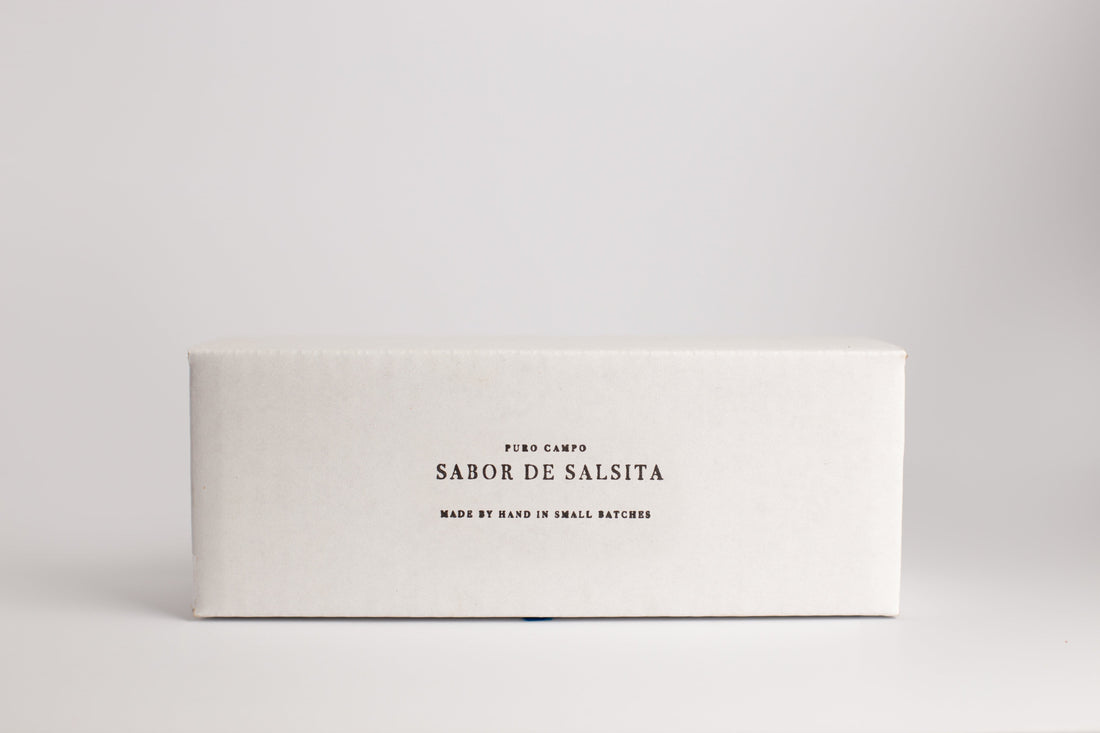 PURO CAMPO
SABOR DE SALSITA
MADE BY HAND IN SMALL BATCHES